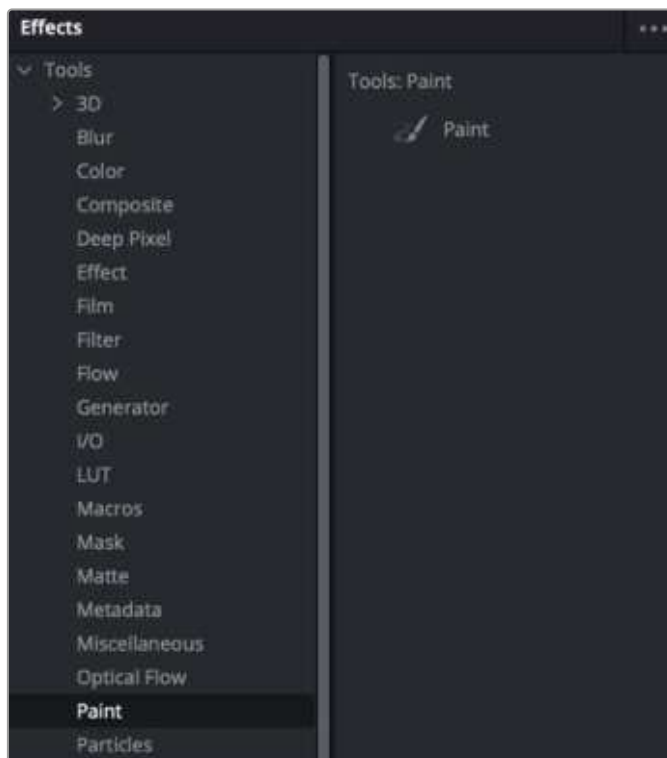 Effects
Tools
3D
Blur
Color
Composite
Deep Pixel
Effect
Film
Filter
Flow
Generator
I/O
LUT
Macros
Mask
Matte
Metadata
Miscellaneous
Optical Flow
Paint
Particles
Tools: Paint
Paint